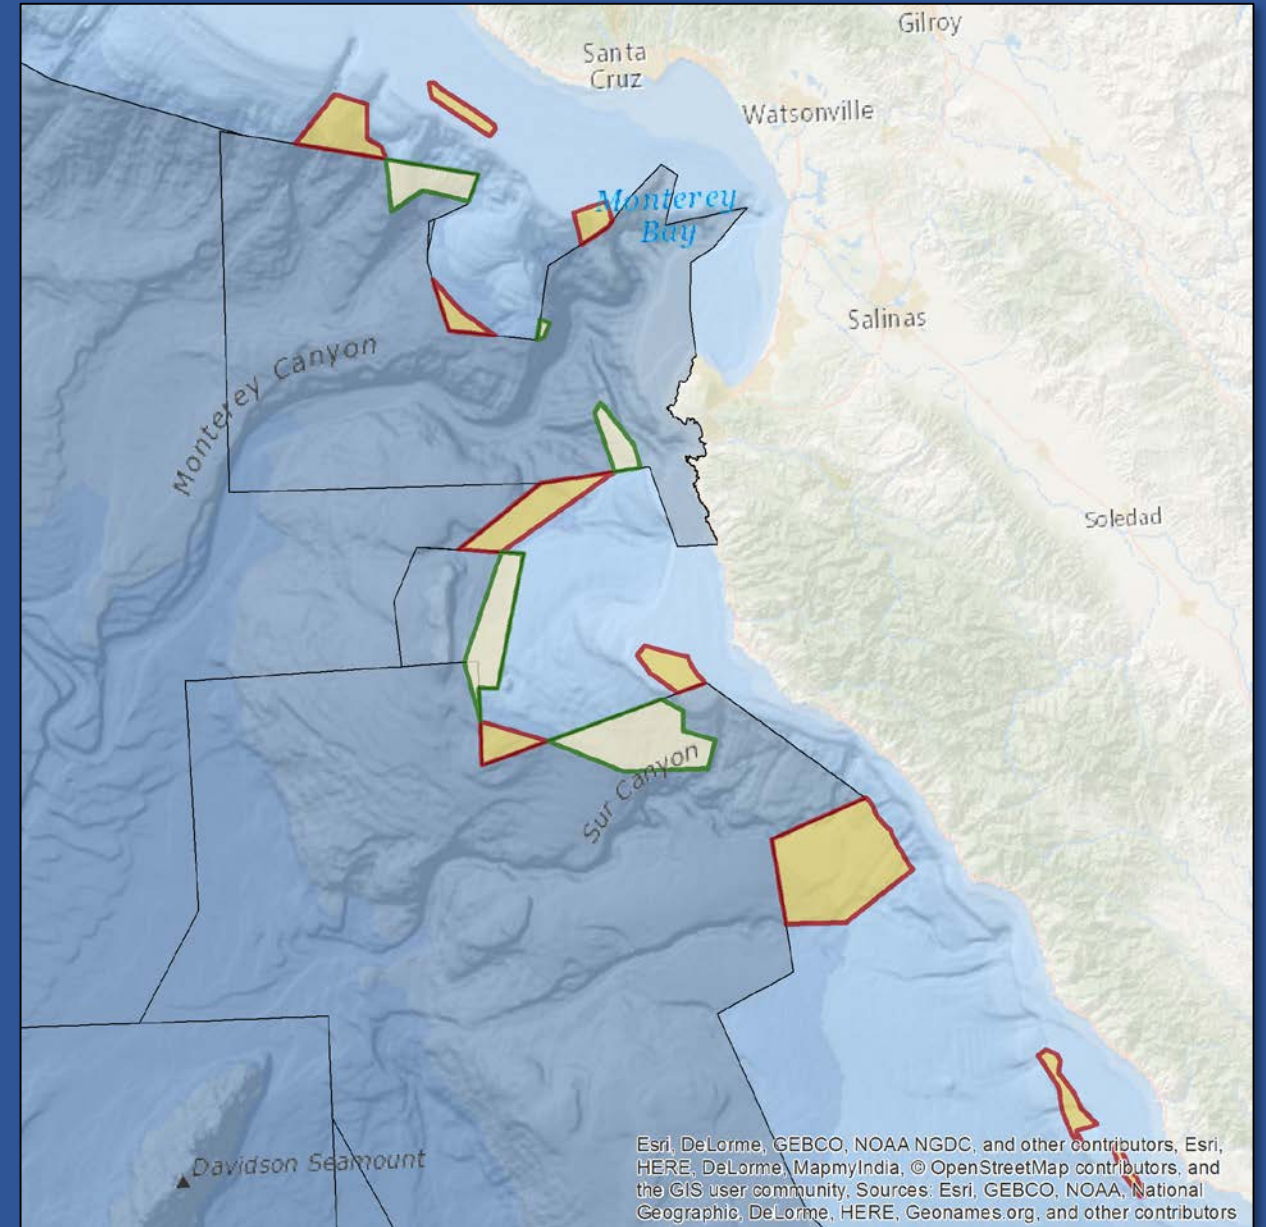 Gilroy
Santa
Cruz
Watsonville
Monterey
Bay
Salinas
Monterey Canyon
Soledad
Sur Canyon
Davidson Seamount
Esri, DeLorme, GEBCO, NOAA NGDC, and other contributors, Esri,
HERE, DeLorme, MapmyIndia, © OpenStreetMap contributors, and
the GIS user community, Sources: Esri, GEBCO, NOAA, National
Geographic, DeLorme, HERE, Geonames.org, and other contributors